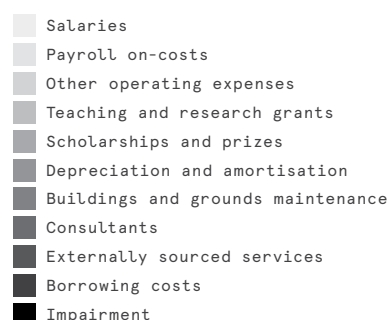 Salaries
Payroll on-costs
Other operating expenses
Teaching and research grants
Scholarships and prizes
Depreciation and amortisation
Buildings and grounds maintenance
Consultants
Externally sourced services
Borrowing costs
Impairment